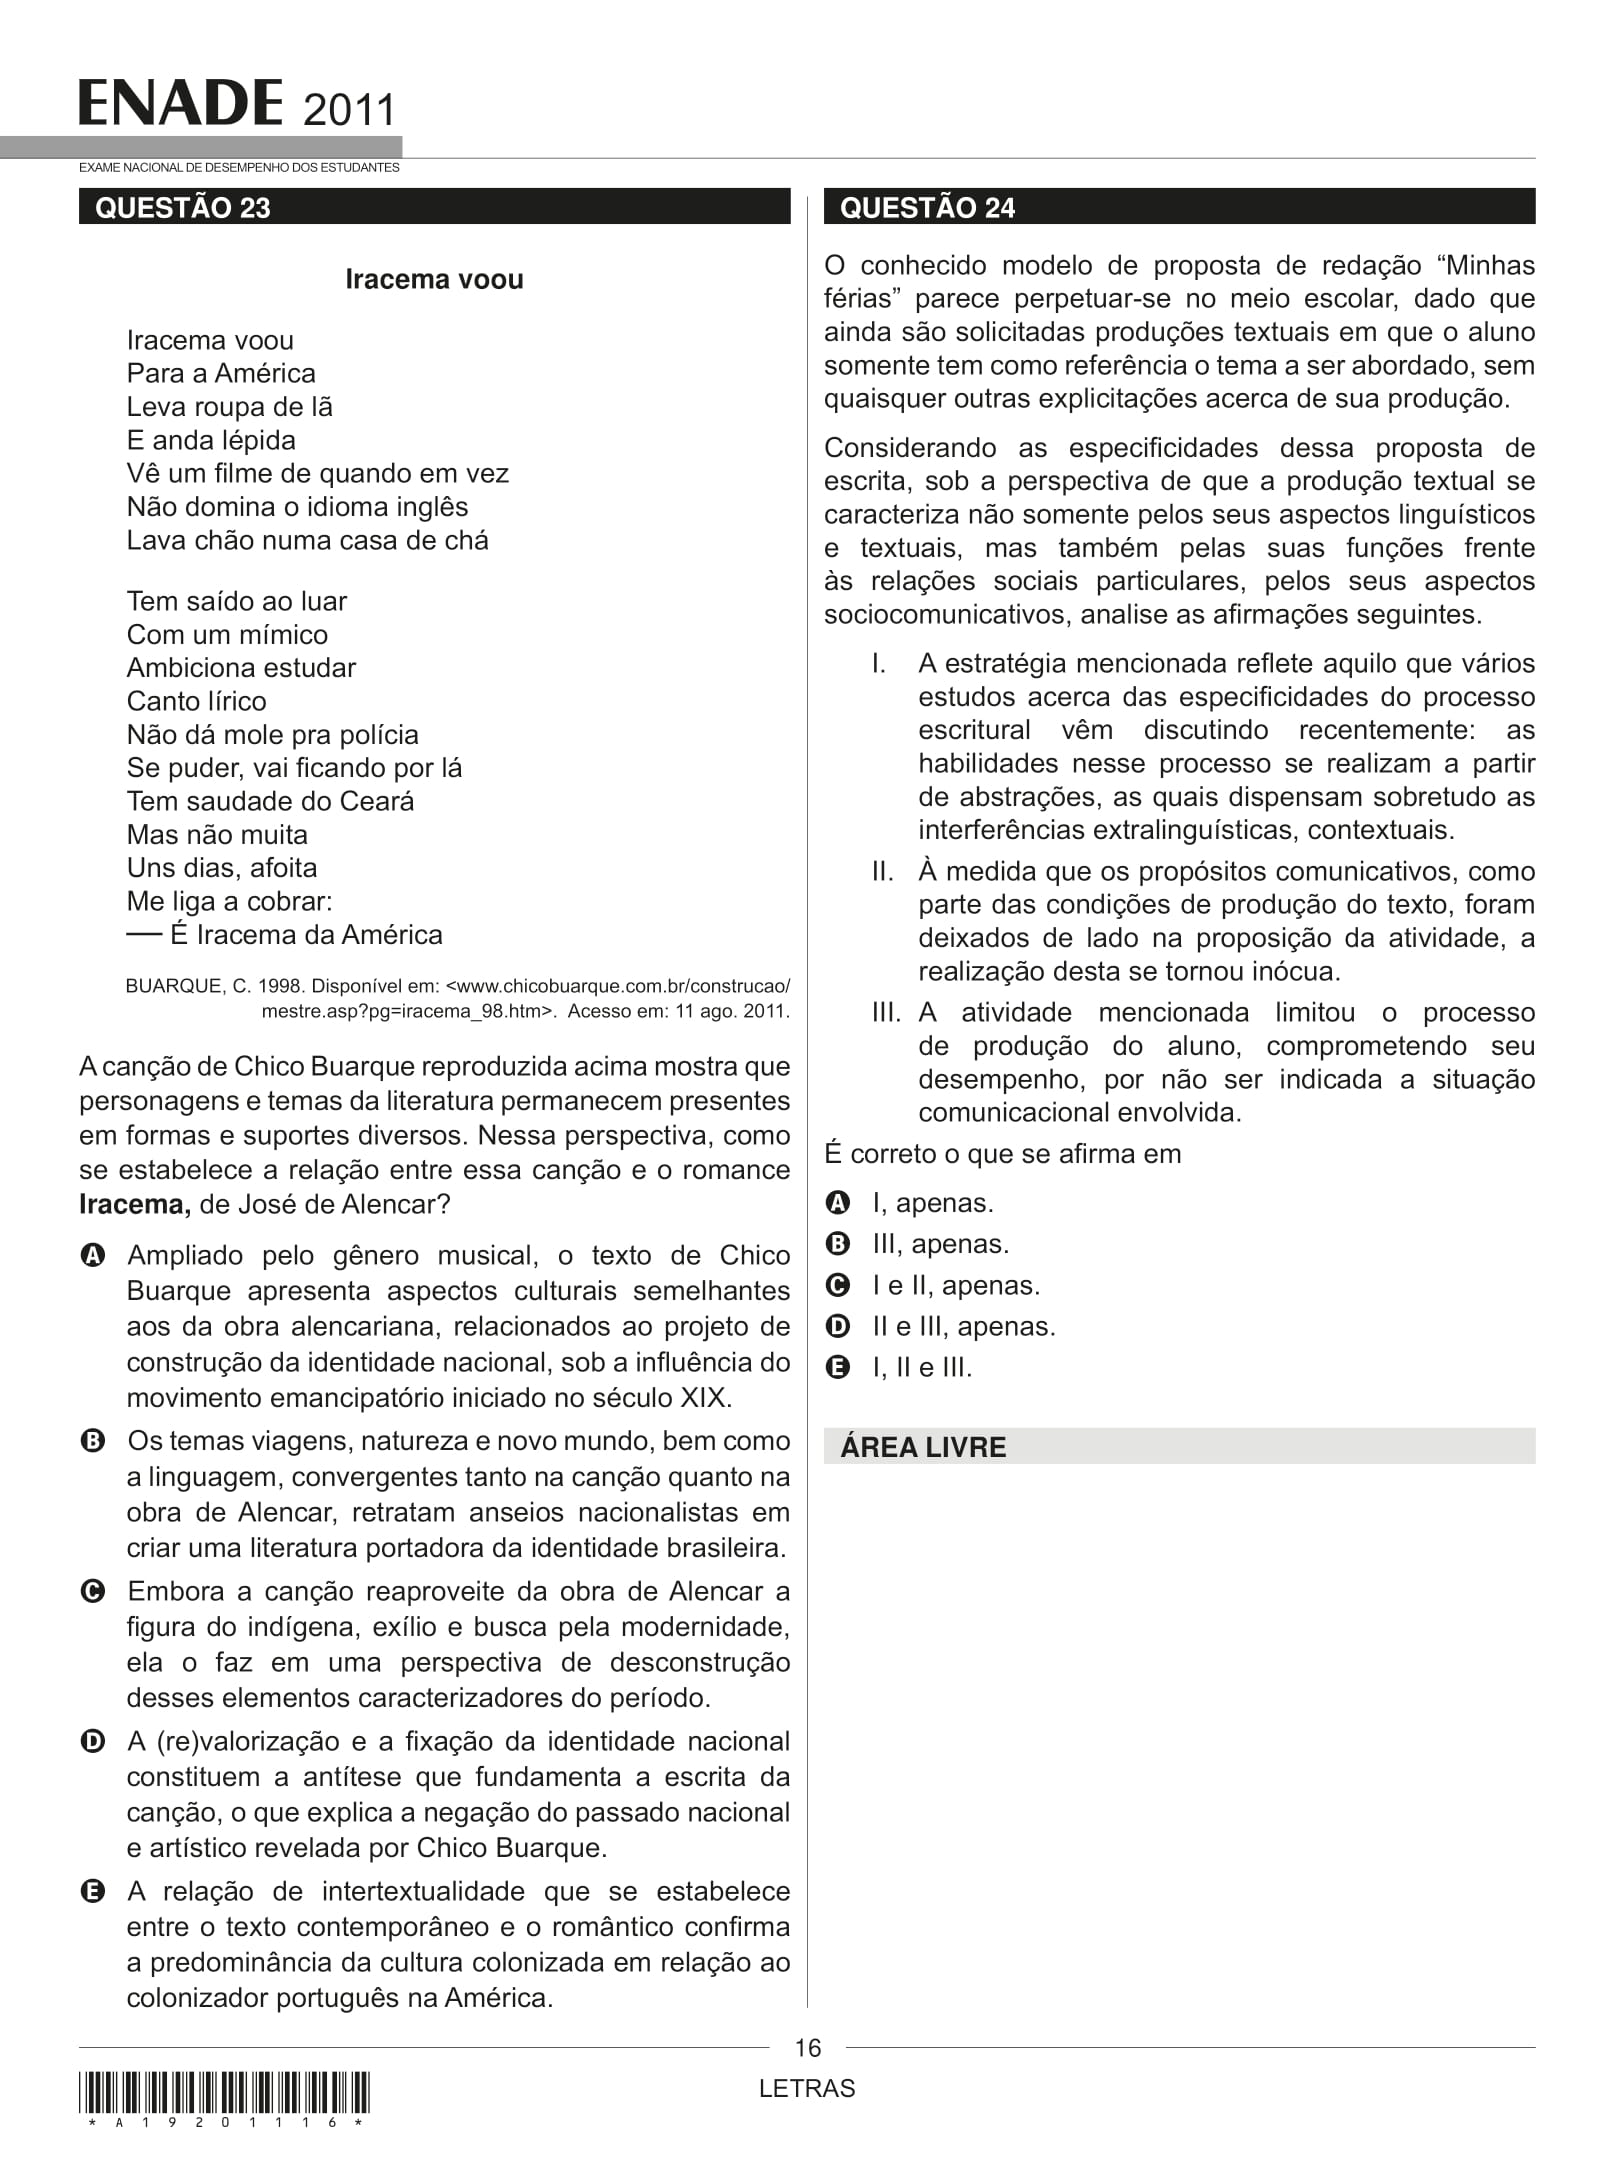 ENADE 2011
EXAME NACIONAL DE DESEMPENHO DOS ESTUDANTES
QUESTÃO 23
Iracema voou
Iracema voou
Para a América
Leva roupa de lã
E anda lépida
Vê um filme de quando em vez
Não domina o idioma inglês
Lava chão numa casa de chá
Tem saído ao luar
Com um mímico
Ambiciona estudar
Canto lírico
Não dá mole pra polícia
Se puder, vai ficando por lá
Tem saudade do Ceará
Mas não muita
Uns dias, afoita
Me liga a cobrar:
— É Iracema da América
BUARQUE, C. 1998. Disponível em: <www.chicobuarque.com.br/construcao/
mestre.asp?pg=iracema_98.htm>. Acesso em: 11 ago. 2011.
A canção de Chico Buarque reproduzida acima mostra que
personagens e temas da literatura permanecem presentes
em formas e suportes diversos. Nessa perspectiva, como
se estabelece a relação entre essa canção e o romance
Iracema, de José de Alencar?
A Ampliado pelo gênero musical, o texto de Chico
Buarque apresenta aspectos culturais semelhantes
aos da obra alencariana, relacionados ao projeto de
construção da identidade nacional, sob a influência do
movimento emancipatório iniciado no século XIX.
B Os temas viagens, natureza e novo mundo, bem como
a linguagem, convergentes tanto na canção quanto na
obra de Alencar, retratam anseios nacionalistas em
criar uma literatura portadora da identidade brasileira.
C Embora a canção reaproveite da obra de Alencar a
figura do indígena, exílio e busca pela modernidade,
ela o faz em uma perspectiva de desconstrução
desses elementos caracterizadores do período.
D A (re)valorização e a fixação da identidade nacional
constituem a antítese que fundamenta a escrita da
canção, o que explica a negação do passado nacional
e artístico revelada por Chico Buarque.
E A relação de intertextualidade que se estabelece
entre o texto contemporâneo e o romântico confirma
a predominância da cultura colonizada em relação ao
colonizador português na América.
QUESTÃO 24
O conhecido modelo de proposta de redação “Minhas
férias” parece perpetuar-se no meio escolar, dado que
ainda são solicitadas produções textuais em que o aluno
somente tem como referência o tema a ser abordado, sem
quaisquer outras explicitações acerca de sua produção.
Considerando as especificidades dessa proposta de
escrita, sob a perspectiva de que a produção textual se
caracteriza não somente pelos seus aspectos linguísticos
e textuais, mas também pelas suas funções frente
às relações sociais particulares, pelos seus aspectos
sociocomunicativos, analise as afirmações seguintes.
I. A estratégia mencionada reflete aquilo que vários
estudos acerca das especificidades do processo
escritural vêm discutindo recentemente: as
habilidades nesse processo se realizam a partir
de abstrações, as quais dispensam sobretudo as
interferências extralinguísticas, contextuais.
II. À medida que os propósitos comunicativos, como
parte das condições de produção do texto, foram
deixados de lado na proposição da atividade, a
realização desta se tornou inócua.
III. A atividade mencionada limitou o processo
de produção do aluno, comprometendo seu
desempenho, por não ser indicada a situação
comunicacional envolvida.
É correto o que se afirma em
A I, apenas.
B III, apenas.
C I e II, apenas.
D II e III, apenas.
E I, II e III.
ÁREA LIVRE
16
LETRAS
*A19201116*